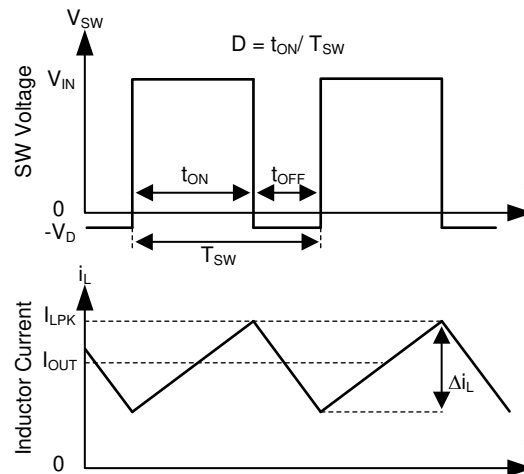 V_SW
D = t_ON/ T_SW
V_IN
SW Voltage
t_ON
t_OFF
0
-V_D
T_SW
i_L
I_LPK
I_OUT
Inductor Current
Δi_L
0